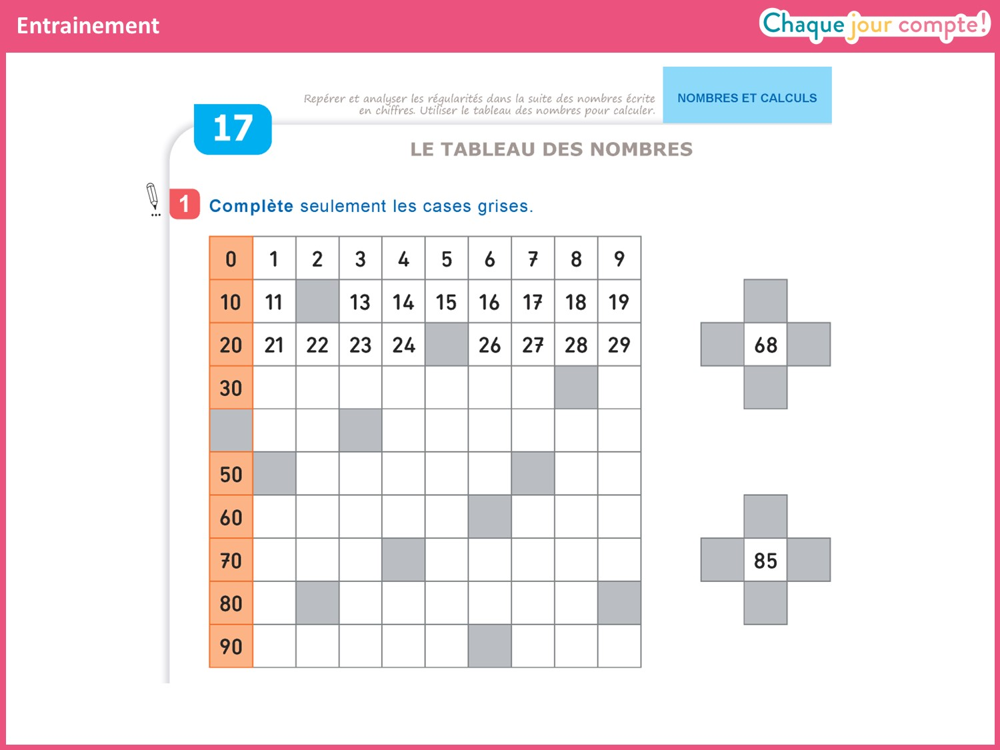 Entrainement
Chaque jour compte!
Repérer et analyser les régularités dans la suite des nombres écrite
en chiffres. Utiliser le tableau des nombres pour calculer.
NOMBRES ET CALCULS
17
LE TABLEAU DES NOMBRES
1 Complète seulement les cases grises.
0 1 2 3 4 5 6 7 8 9
10 11 13 14 15 16 17 18 19
20 21 22 23 24 26 27 28 29
30
50
60
70
80
90
68
85